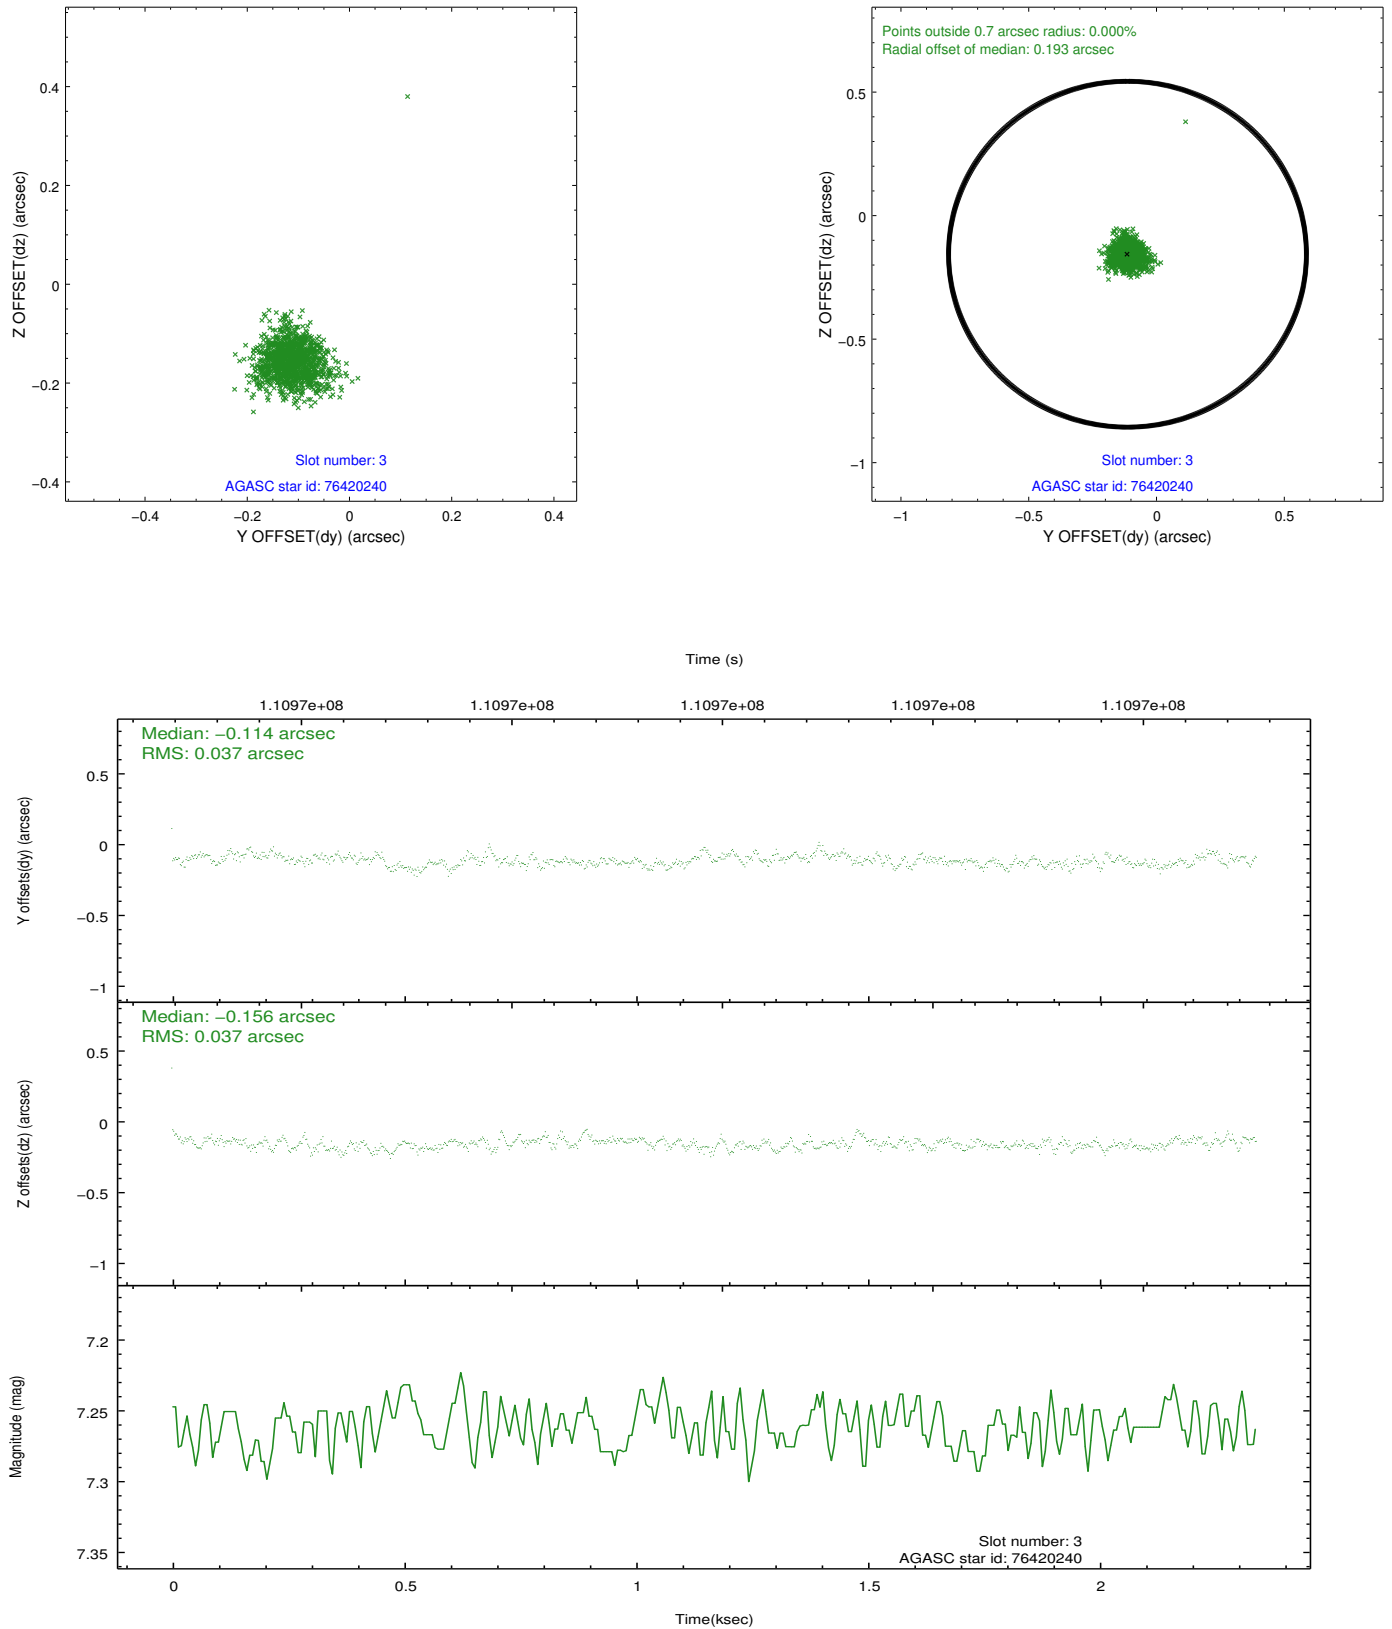 0.4
0.2
0
−0.2
−0.4
Z OFFSET(dz) (arcsec)
Slot number: 3
AGASC star id: 76420240
−0.4 −0.2 0 0.2 0.4
Y OFFSET(dy) (arcsec)
Points outside 0.7 arcsec radius: 0.000%
Radial offset of median: 0.193 arcsec
0.5
0
−0.5
−1
Z OFFSET(dz) (arcsec)
Slot number: 3
AGASC star id: 76420240
−1 −0.5 0 0.5
Y OFFSET(dy) (arcsec)
Time (s)
1.1097e+08 1.1097e+08 1.1097e+08 1.1097e+08 1.1097e+08
Median: −0.114 arcsec
RMS: 0.037 arcsec
0.5
0
−0.5
−1
Y offsets(dy) (arcsec)
Median: −0.156 arcsec
RMS: 0.037 arcsec
0.5
0
−0.5
−1
Z offsets(dz) (arcsec)
7.2
7.25
7.3
7.35
Magnitude (mag)
Slot number: 3
AGASC star id: 76420240
0 0.5 1 1.5 2
Time(ksec)